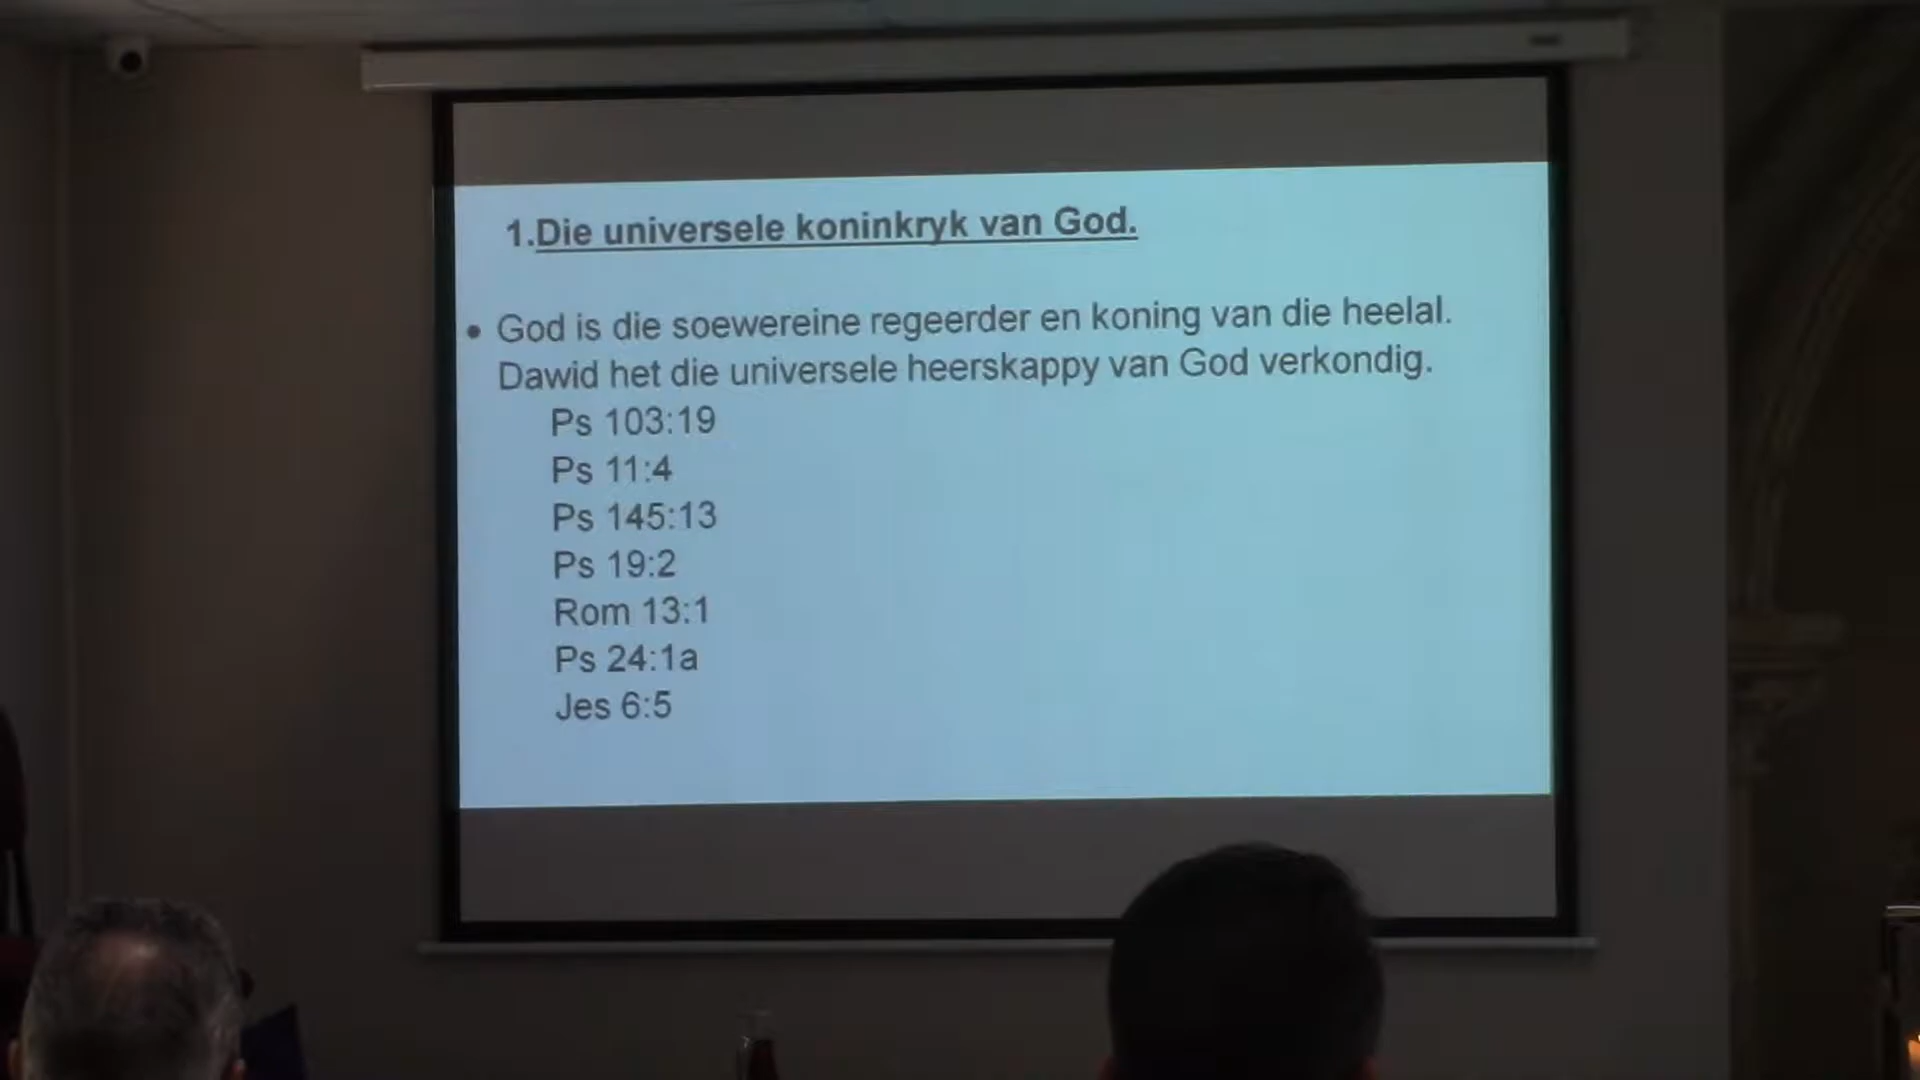 1.Die universele koninkryk van God.
• God is die soewereine regeerder en koning van die heelal.
Dawid het die universele heerskappy van God verkondig.
Ps 103:19
Ps 11:4
Ps 145:13
Ps 19:2
Rom 13:1
Ps 24:1a
Jes 6:5